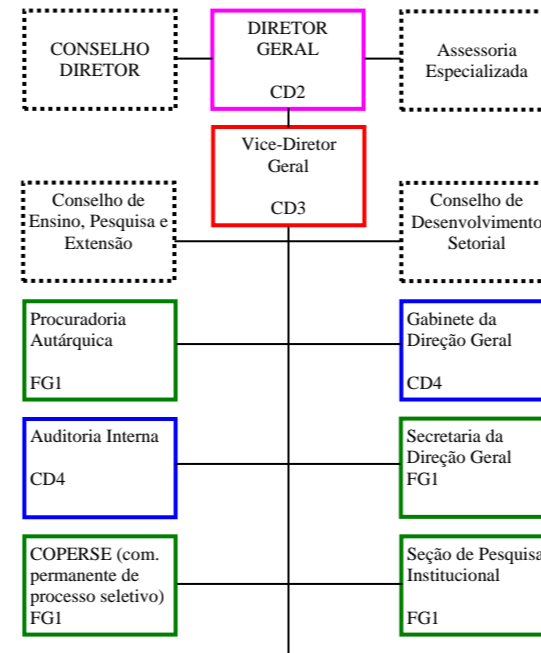 CONSELHO
DIRETOR
DIRETOR
GERAL
CD2
Assessoria
Especializada
Vice-Diretor
Geral
CD3
Conselho de
Ensino, Pesquisa e
Extensão
Conselho de
Desenvolvimento
Setorial
Procuradoria
Autárquica
FG1
Gabinete da
Direção Geral
CD4
Auditoria Interna
CD4
Secretaria da
Direção Geral
FG1
COPERSE (com.
permanente de
processo seletivo)
FG1
Seção de Pesquisa
Institucional
FG1